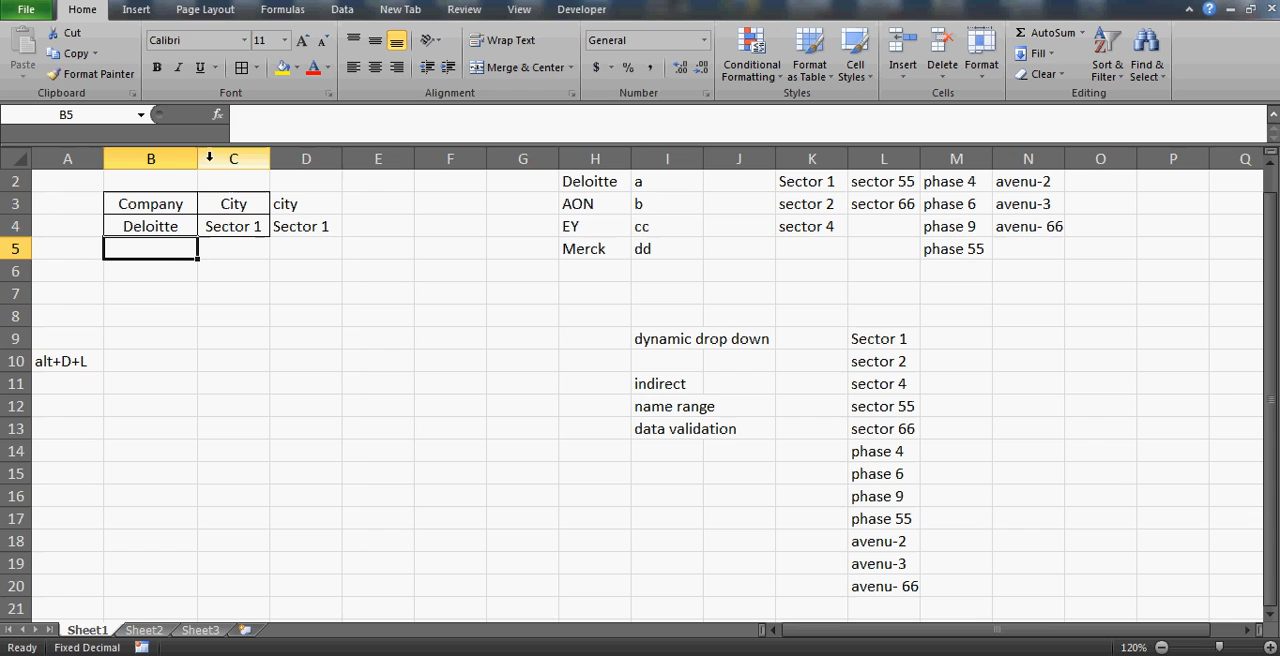 File Home Insert Page Layout Formulas Data New Tab Review View Developer
Paste Cut Copy Format Painter Clipboard
Calibri 11 A A B I U A Font
Wrap Text Merge & Center Alignment
General $ % , .0 .00 .00 .0 Number
Conditional Formatting Format as Table Cell Styles Styles
Insert Delete Format Cells
Σ AutoSum Fill Clear Sort & Filter Find & Select Editing
B5 fx
A B C D E F G H I J K L M N O P Q
2 Deloitte a Sector 1 sector 55 phase 4 avenu-2
3 Company City city AON b sector 2 sector 66 phase 6 avenu-3
4 Deloitte Sector 1 Sector 1 EY cc sector 4 phase 9 avenu- 66
5 Merck dd phase 55
6
7
8
9 dynamic drop down Sector 1
10 alt+D+L sector 2
11 indirect sector 4
12 name range sector 55
13 data validation sector 66
14 phase 4
15 phase 6
16 phase 9
17 phase 55
18 avenu-2
19 avenu-3
20 avenu- 66
21
Sheet1 Sheet2 Sheet3
Ready Fixed Decimal 120%